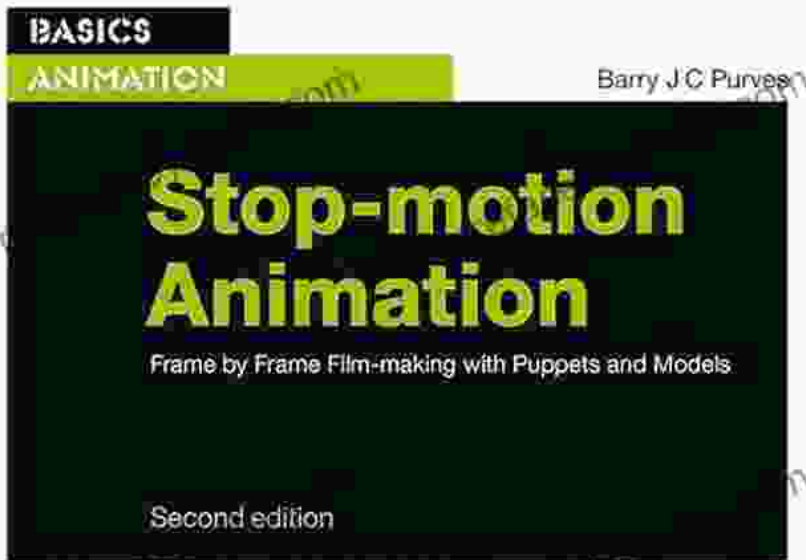 BASICS
ANIMATION
Barry J C Purves
Stop-motion
Animation
Frame by Frame Film-making with Puppets and Models
Second edition